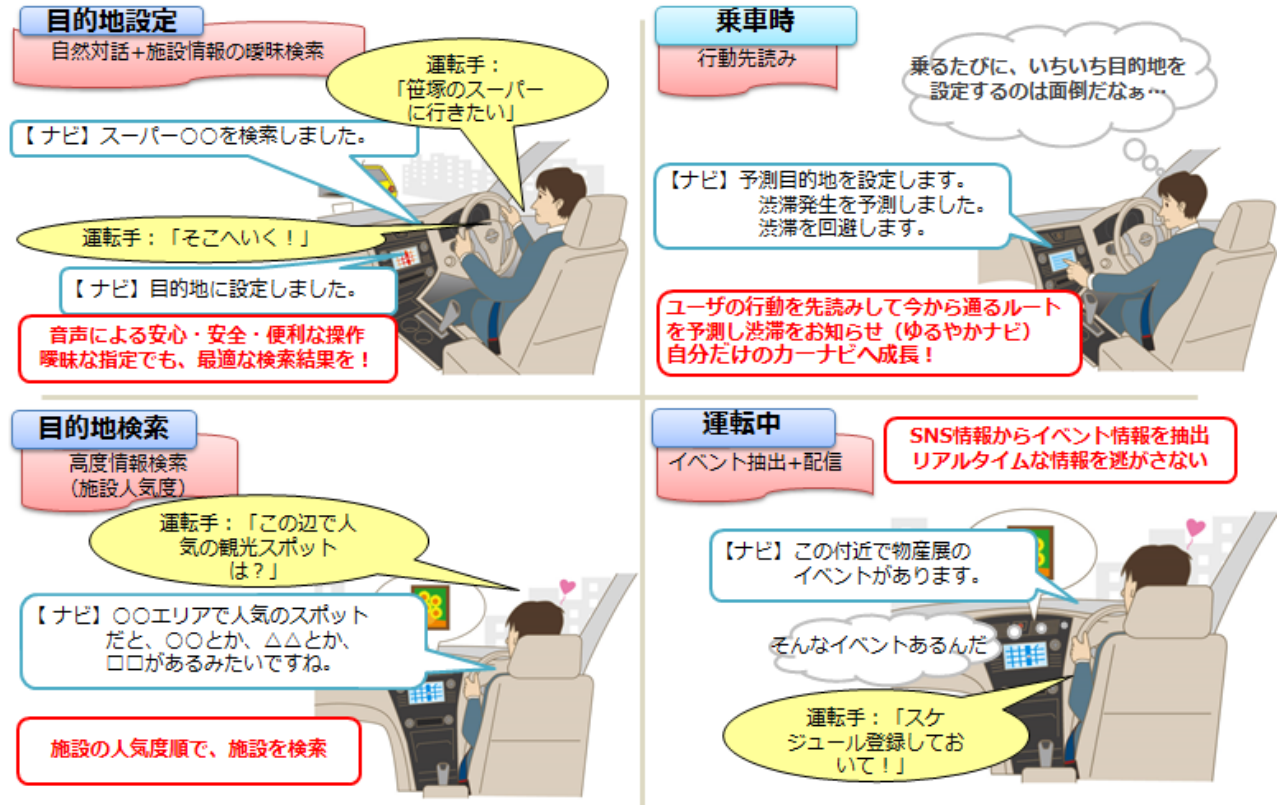 目的地設定
自然対話+施設情報の曖昧検索
運転手：
「笹塚のスーパー
に行きたい」
【 ナビ】スーパー○○を検索しました。
運転手：「そこへいく！」
【 ナビ】目的地に設定しました。
音声による安心・安全・便利な操作
曖昧な指定でも、最適な検索結果を！
乗車時
行動先読み
乗るたびに、いちいち目的地を
設定するのは面倒だなぁ…
【ナビ】予測目的地を設定します。
渋滞発生を予測しました。
渋滞を回避します。
ユーザの行動を先読みして今から通るルート
を予測し渋滞をお知らせ（ゆるやかナビ）
自分だけのカーナビへ成長！
目的地検索
高度情報検索
（施設人気度）
運転手：「この辺で人
気の観光スポット
は？」
【 ナビ】○○エリアで人気のスポット
だと、○○とか、△△とか、
□□があるみたいですね。
施設の人気度順で、施設を検索
運転中
イベント抽出+配信
SNS情報からイベント情報を抽出
リアルタイムな情報を逃がさない
【ナビ】この付近で物産展の
イベントがあります。
そんなイベントあるんだ
運転手：「スケ
ジュール登録してお
いて！」